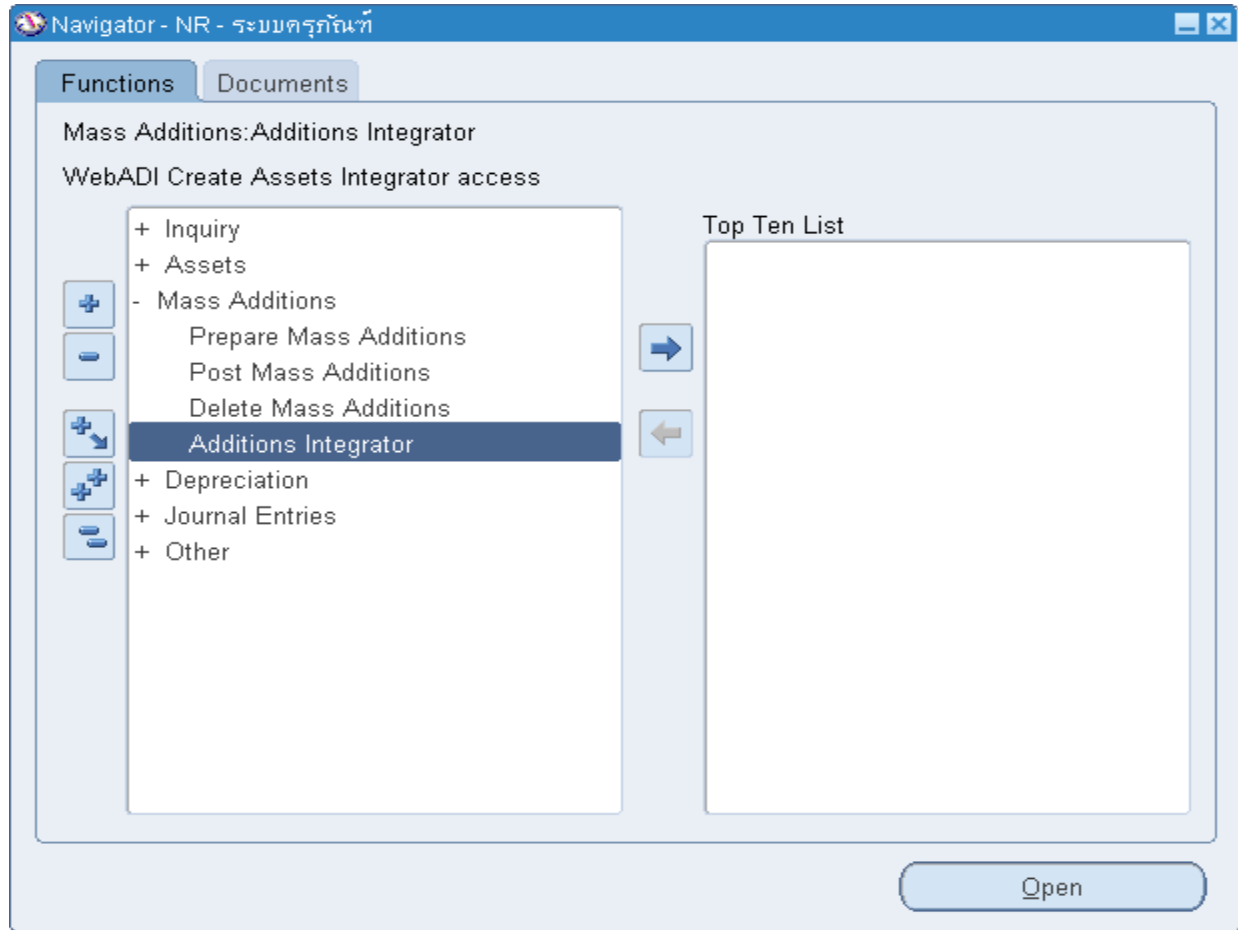 Navigator - NR - ระบบครุภัณฑ์
Functions
Documents
Mass Additions:Additions Integrator
WebADI Create Assets Integrator access
+ Inquiry
+ Assets
- Mass Additions
Prepare Mass Additions
Post Mass Additions
Delete Mass Additions
Additions Integrator
+ Depreciation
+ Journal Entries
+ Other
Top Ten List
Open